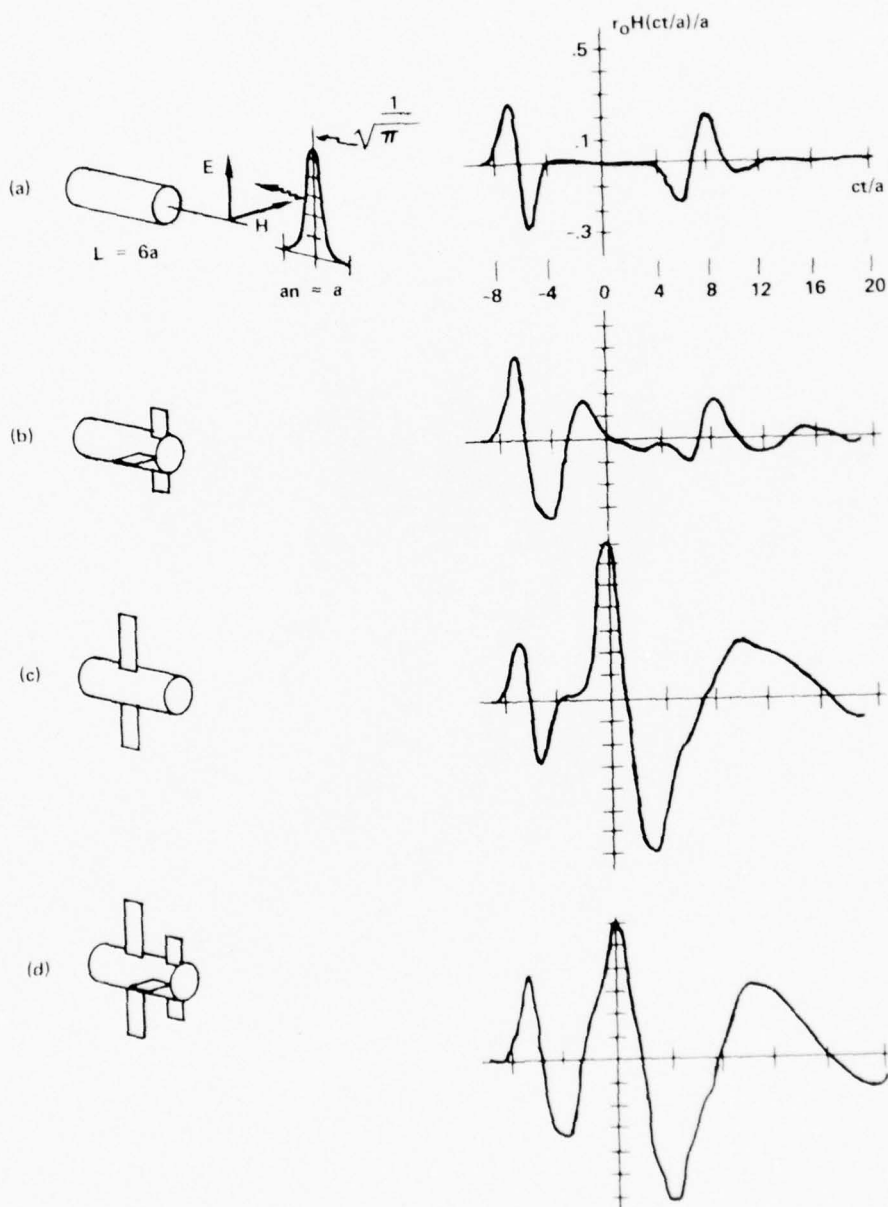 r₀H(ct/a)/a
.5
.1
-.3
ct/a
(a)
E
H
1
√π
L = 6a
an ≈ a
-8 -4 0 4 8 12 16 20
(b)
(c)
(d)